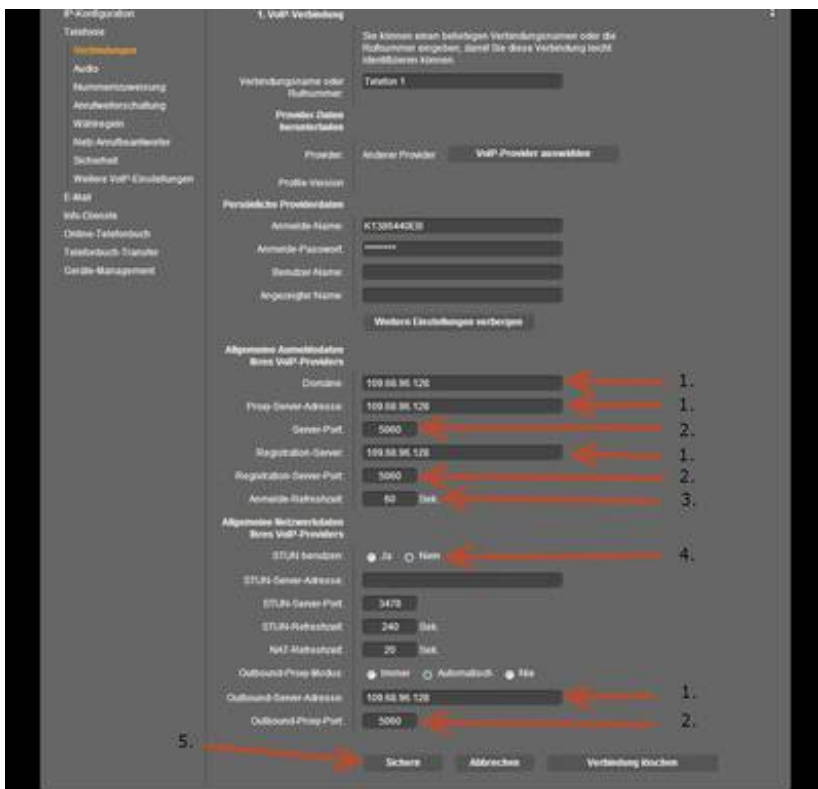 IP-Konfiguration
Telefonie
Verbindungen
Audio
Nummernzuweisung
Anrufweiterschaltung
Wählregeln
Netz-Anrufbeantworter
Sicherheit
Weitere VoIP-Einstellungen
E-Mail
Info-Dienste
Online-Telefonbuch
Telefonbuch-Transfer
Geräte-Management
1. VoIP-Verbindung
Sie können einen beliebigen Verbindungsnamen oder die
Rufnummer eingeben, damit Sie diese Verbindung leicht
identifizieren können.
Verbindungsname oder
Rufnummer: Telefon 1
Provider-Daten
herunterladen
Provider: Anderer Provider VoIP-Provider auswählen
Profile-Version
Persönliche Providerdaten
Anmelde-Name:
Anmelde-Passwort: ********
Benutzer-Name:
Angezeigter Name:
Weitere Einstellungen verbergen
Allgemeine Anmeldedaten
Ihres VoIP-Providers
Domäne: 109.68.96.128 1.
Proxy-Server-Adresse: 109.68.96.128 1.
Server-Port: 5060 2.
Registration-Server: 109.68.96.128 1.
Registration-Server-Port: 5060 2.
Anmelde-Refreshzeit: 60 Sek. 3.
Allgemeine Netzwerkdaten
Ihres VoIP-Providers
STUN benutzen: Ja Nein 4.
STUN-Server-Adresse:
STUN-Server-Port: 3478
STUN-Refreshzeit: 240 Sek.
NAT-Refreshzeit: 20 Sek.
Outbound-Proxy-Modus: Immer Automatisch Nie
Outbound-Server-Adresse: 109.68.96.128 1.
Outbound-Proxy-Port: 5060 2.
5.
Sichern Abbrechen Verbindung löschen